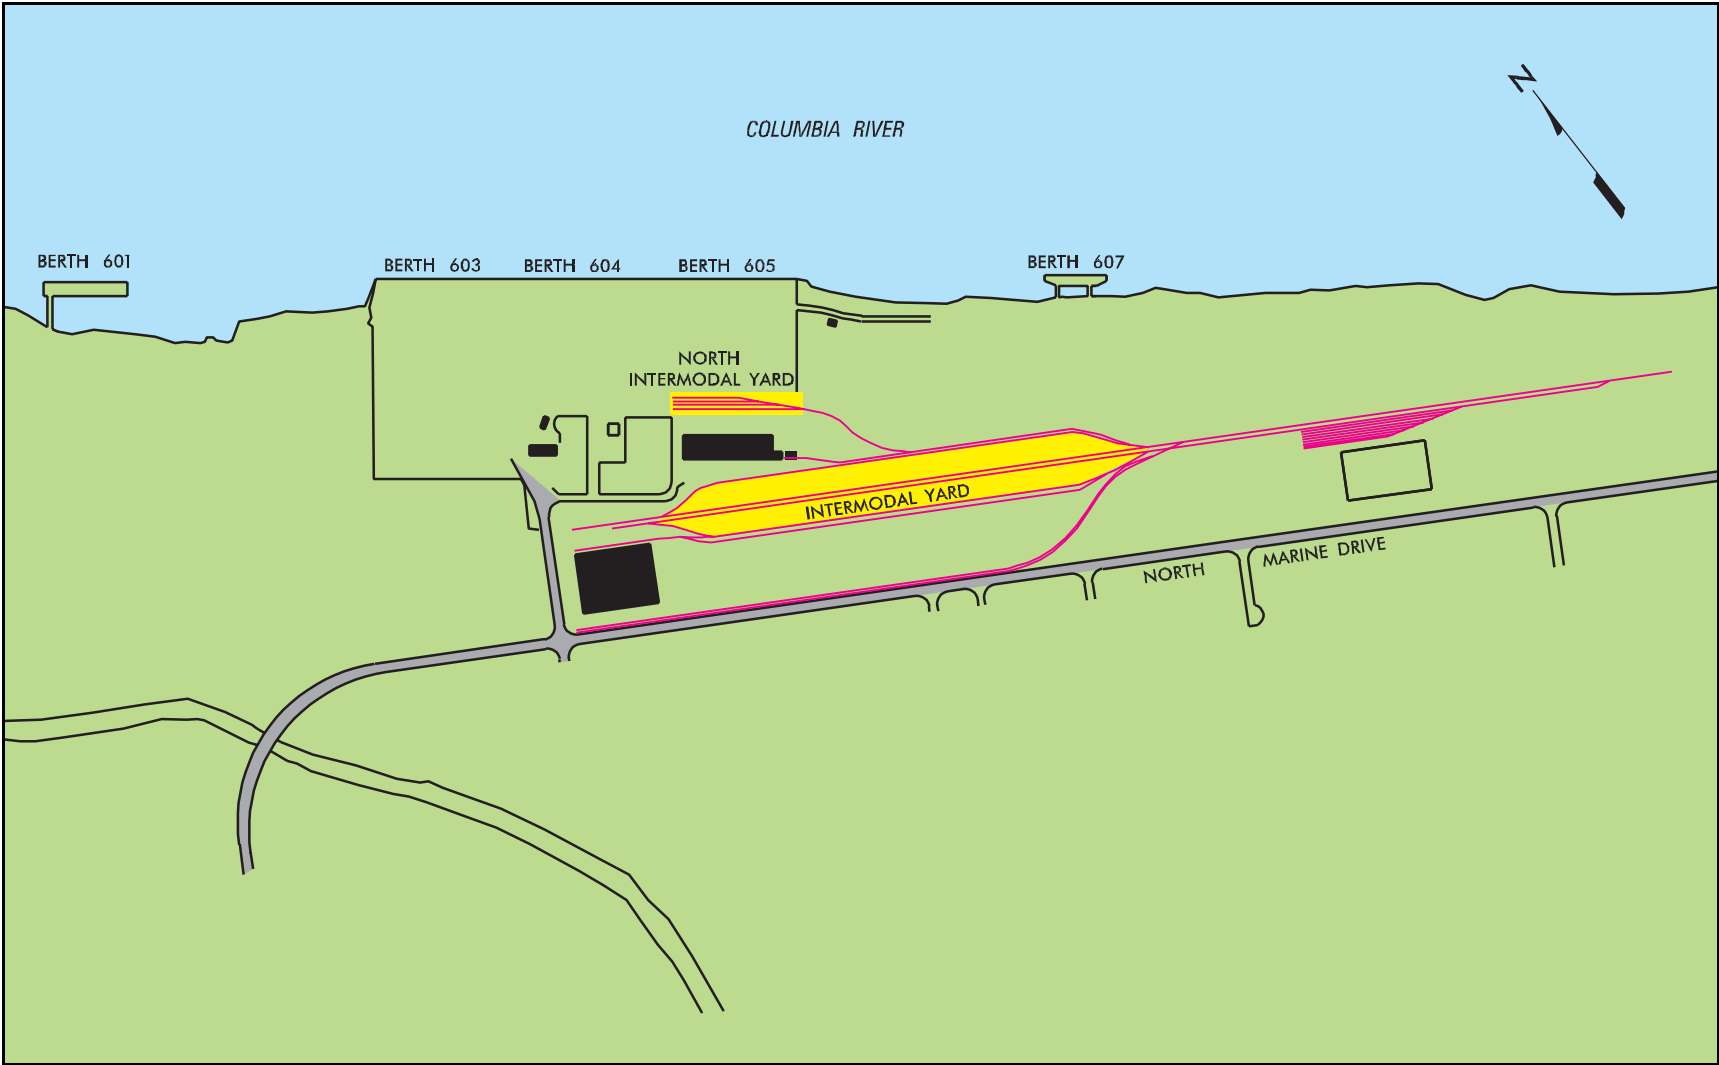 N
COLUMBIA RIVER
BERTH 601
BERTH 603
BERTH 604
BERTH 605
BERTH 607
NORTH
INTERMODAL YARD
INTERMODAL YARD
NORTH
MARINE DRIVE